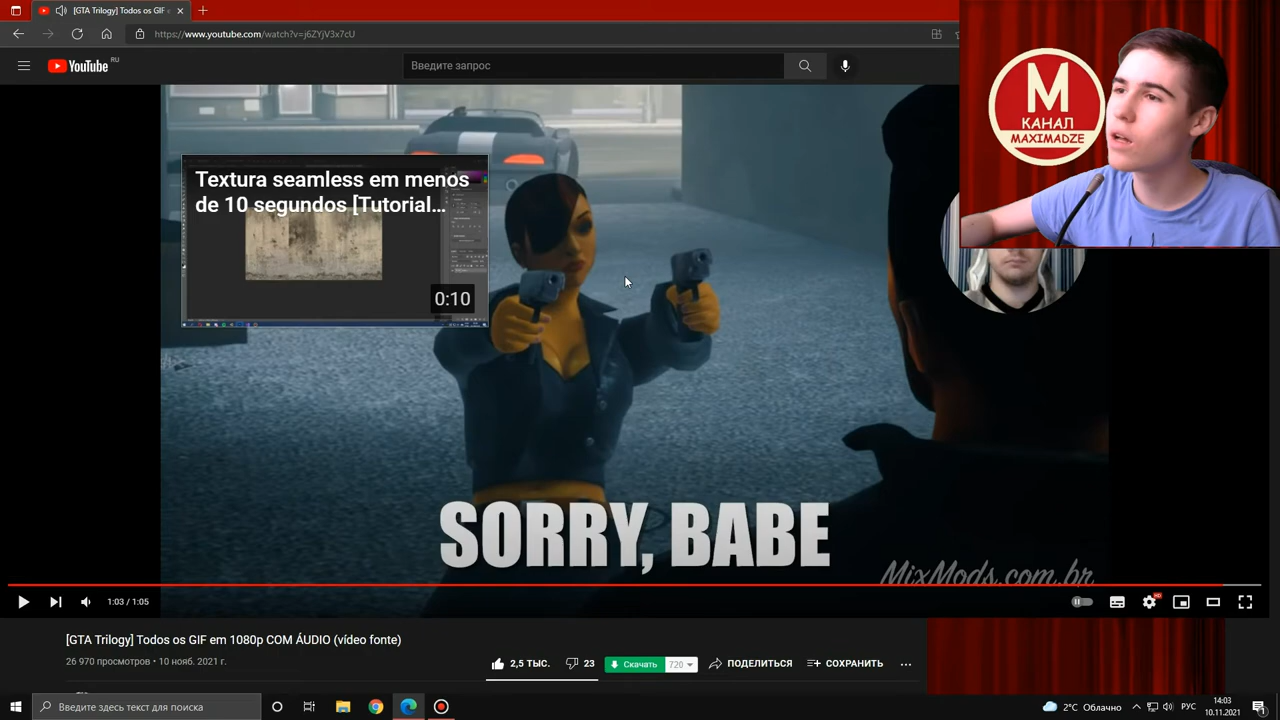 [GTA Trilogy] Todos os GIF e
https://www.youtube.com/watch?v=j6ZYjV3x7cU
YouTube RU
Введите запрос
M
КАНАЛ
MAXIMADZE
Textura seamless em menos
de 10 segundos [Tutorial...
0:10
SORRY, BABE
MixMods.com.br
1:03 / 1:05
HD
[GTA Trilogy] Todos os GIF em 1080p COM ÁUDIO (vídeo fonte)
26 970 просмотров • 10 нояб. 2021 г.
2,5 ТЫС.
23
Скачать
720
ПОДЕЛИТЬСЯ
СОХРАНИТЬ
Введите здесь текст для поиска
2°C Облачно
РУС
14:03
10.11.2021
1